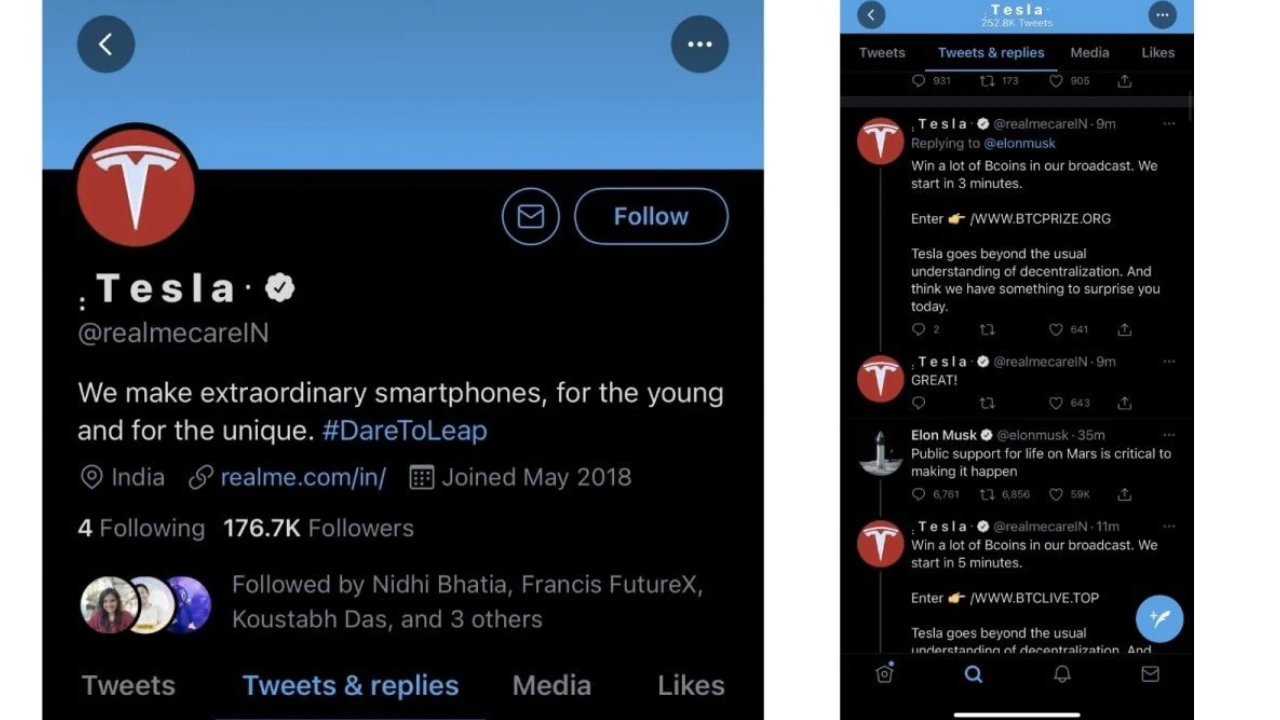 : Tesla ·
@realmecareIN
We make extraordinary smartphones, for the young
and for the unique. #DareToLeap
India realme.com/in/ Joined May 2018
4 Following 176.7K Followers
Followed by Nidhi Bhatia, Francis FutureX,
Koustabh Das, and 3 others
Tweets Tweets & replies Media Likes
: Tesla ·
252.8K Tweets
Tweets Tweets & replies Media Likes
931 173 905
: Tesla · @realmecareIN · 9m
Replying to @elonmusk
Win a lot of Bcoins in our broadcast. We
start in 3 minutes.
Enter 👉 /WWW.BTCPRIZE.ORG
Tesla goes beyond the usual
understanding of decentralization. And
think we have something to surprise you
today.
2 641
: Tesla · @realmecareIN · 9m
GREAT!
643
Elon Musk @elonmusk · 35m
Public support for life on Mars is critical to
making it happen
6,761 6,856 59K
: Tesla · @realmecareIN · 11m
Win a lot of Bcoins in our broadcast. We
start in 5 minutes.
Enter 👉 /WWW.BTCLIVE.TOP
Tesla goes beyond the usual
understanding of decentralization. And